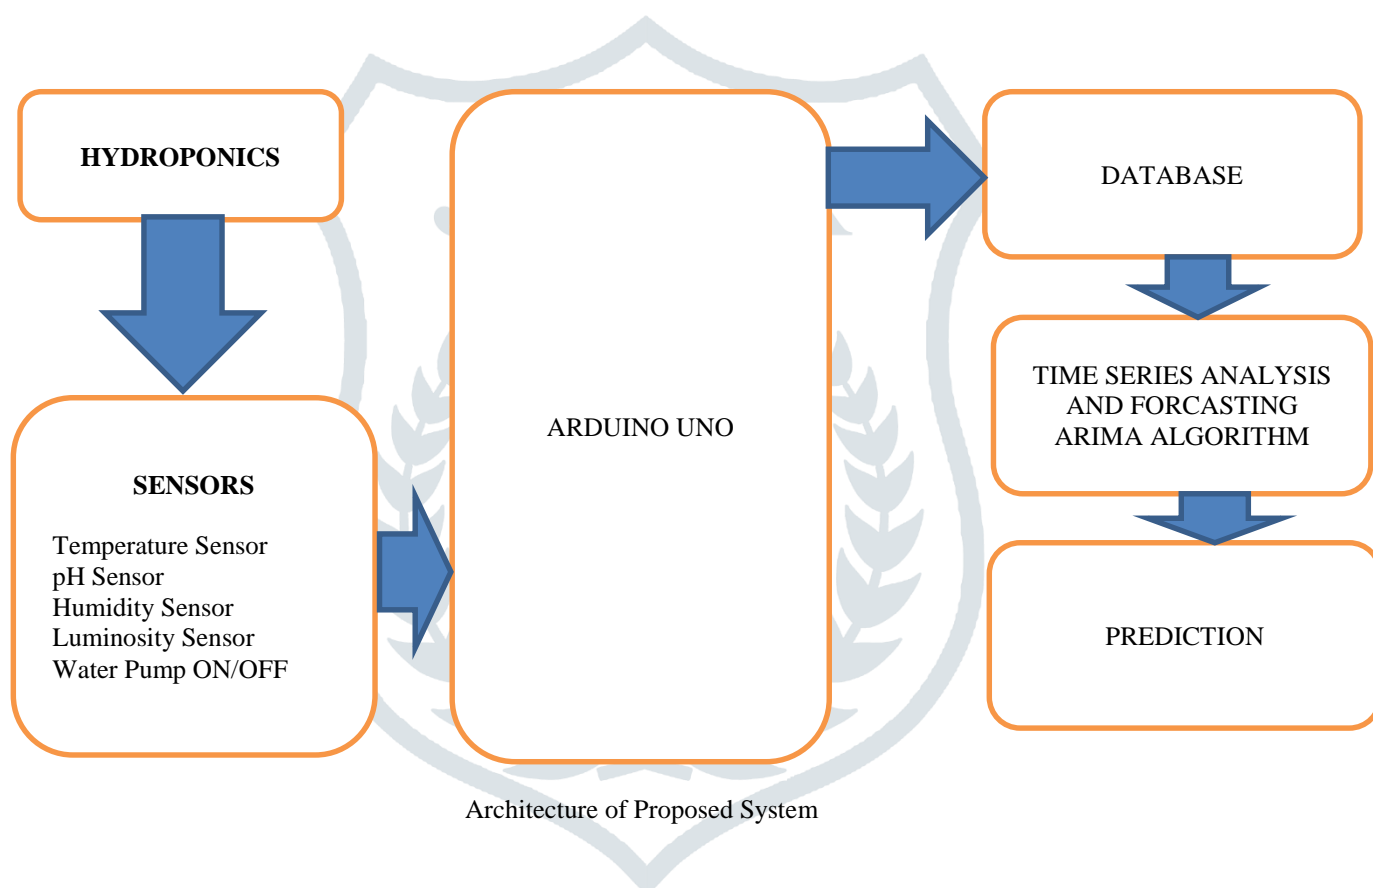 HYDROPONICS
SENSORS
Temperature Sensor
pH Sensor
Humidity Sensor
Luminosity Sensor
Water Pump ON/OFF
ARDUINO UNO
DATABASE
TIME SERIES ANALYSIS
AND FORCASTING
ARIMA ALGORITHM
PREDICTION
Architecture of Proposed System